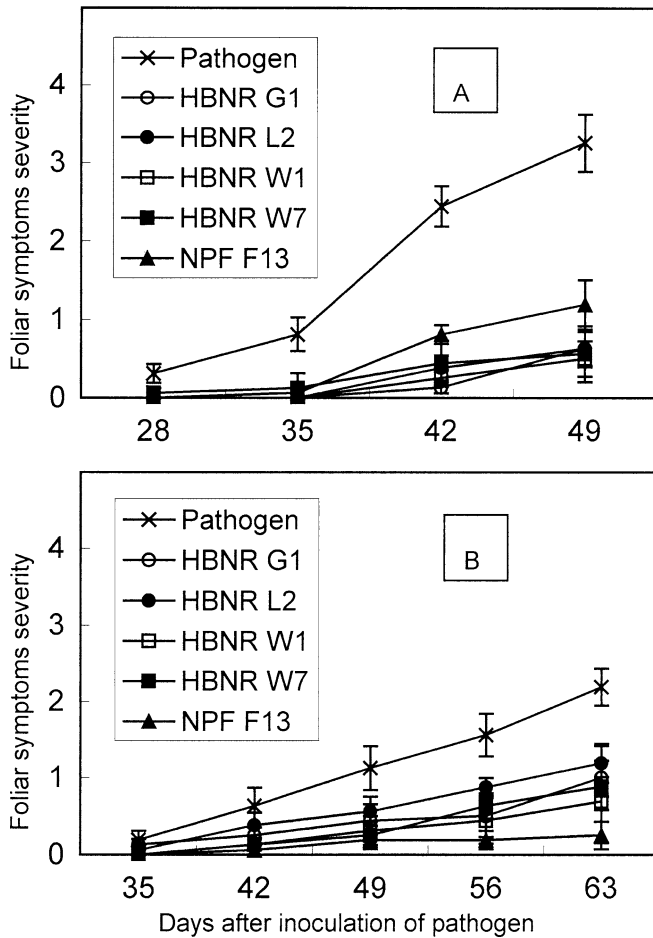 Foliar symptoms severity
4
3
2
1
0
Pathogen
HBNR G1
HBNR L2
HBNR W1
HBNR W7
NPF F13
A
28 35 42 49
Foliar symptoms severity
4
3
2
1
0
Pathogen
HBNR G1
HBNR L2
HBNR W1
HBNR W7
NPF F13
B
35 42 49 56 63
Days after inoculation of pathogen